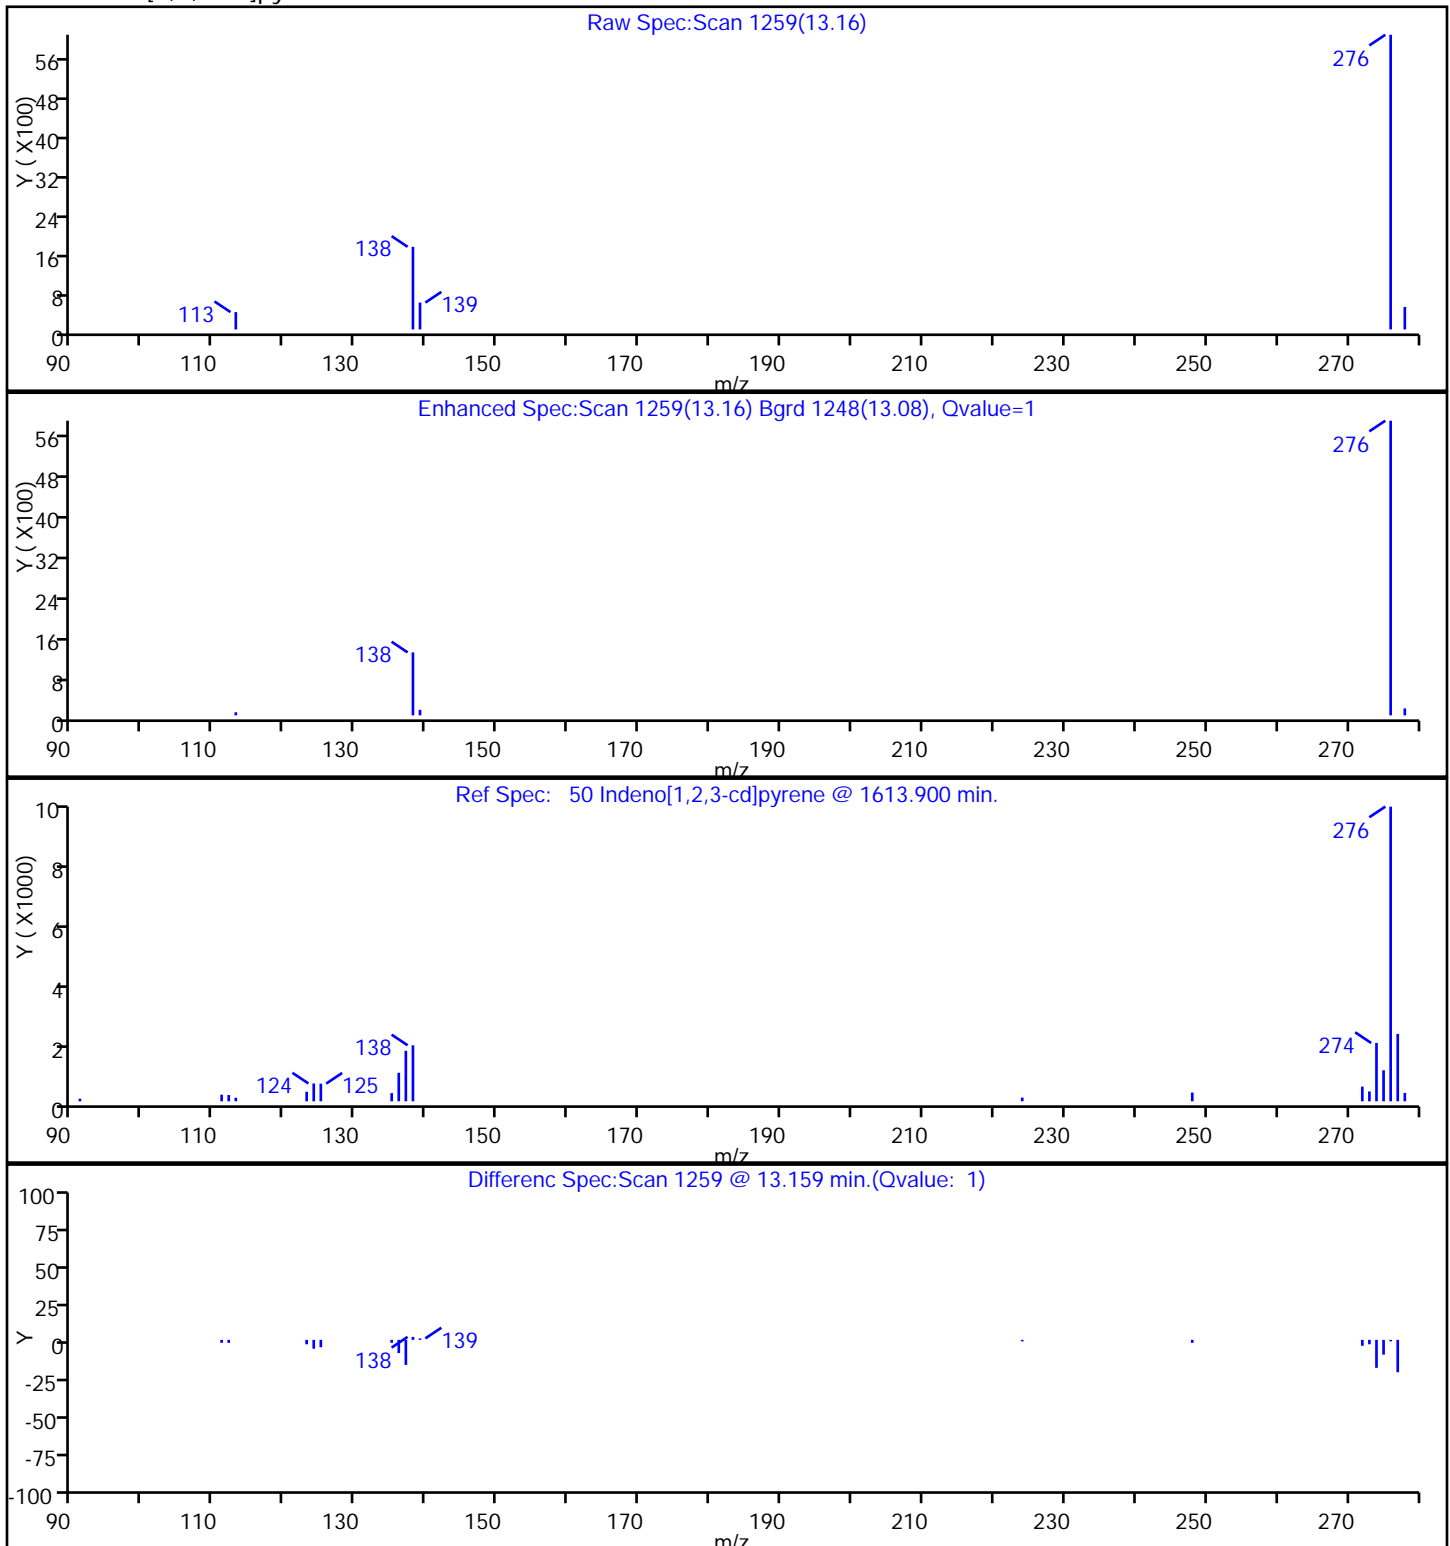 Raw Spec:Scan 1259(13.16)
Y ( X100)
56
48
40
32
24
16
8
0
276
138
139
113
90 110 130 150 170 190 210 230 250 270
m/z
Enhanced Spec:Scan 1259(13.16) Bgrd 1248(13.08), Qvalue=1
Y ( X100)
56
48
40
32
24
16
8
0
276
138
90 110 130 150 170 190 210 230 250 270
m/z
Ref Spec: 50 Indeno[1,2,3-cd]pyrene @ 1613.900 min.
Y ( X1000)
10
8
6
4
2
0
276
274
138
124 125
90 110 130 150 170 190 210 230 250 270
m/z
Differenc Spec:Scan 1259 @ 13.159 min.(Qvalue: 1)
Y
100
75
50
25
0
-25
-50
-75
-100
139
138
90 110 130 150 170 190 210 230 250 270
m/z